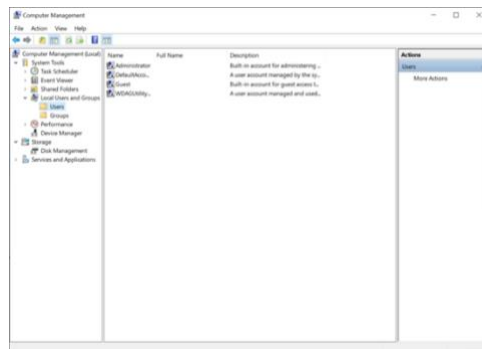 Computer Management
File Action View Help
Computer Management (Local)
System Tools
Task Scheduler
Event Viewer
Shared Folders
Local Users and Groups
Users
Groups
Performance
Device Manager
Storage
Disk Management
Services and Applications
Name Full Name Description
Administrator Built-in account for administering ...
DefaultAcco... A user account managed by the sy...
Guest Built-in account for guest access t...
WDAGUtility... A user account managed and used...
Actions
Users
More Actions